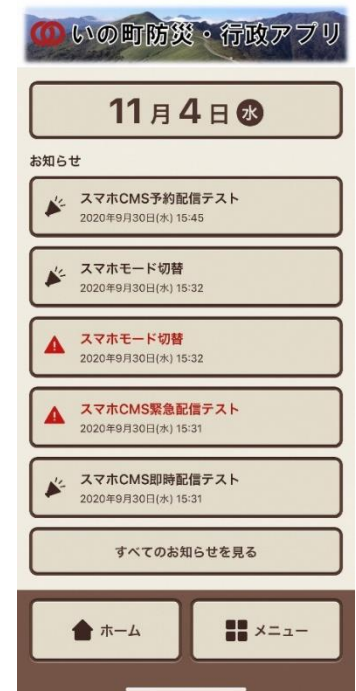 いの町防災・行政アプリ
11月4日 水
お知らせ
スマホCMS予約配信テスト
2020年9月30日(水) 15:45
スマホモード切替
2020年9月30日(水) 15:32
スマホモード切替
2020年9月30日(水) 15:32
スマホCMS緊急配信テスト
2020年9月30日(水) 15:31
スマホCMS即時配信テスト
2020年9月30日(水) 15:31
すべてのお知らせを見る
ホーム
メニュー